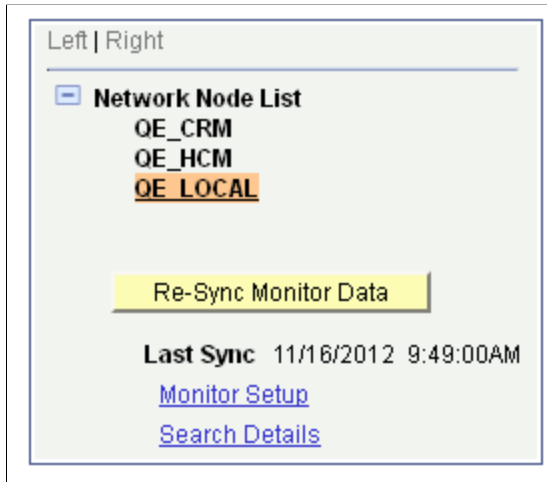 Left | Right
Network Node List
QE_CRM
QE_HCM
QE_LOCAL
Re-Sync Monitor Data
Last Sync 11/16/2012 9:49:00AM
Monitor Setup
Search Details